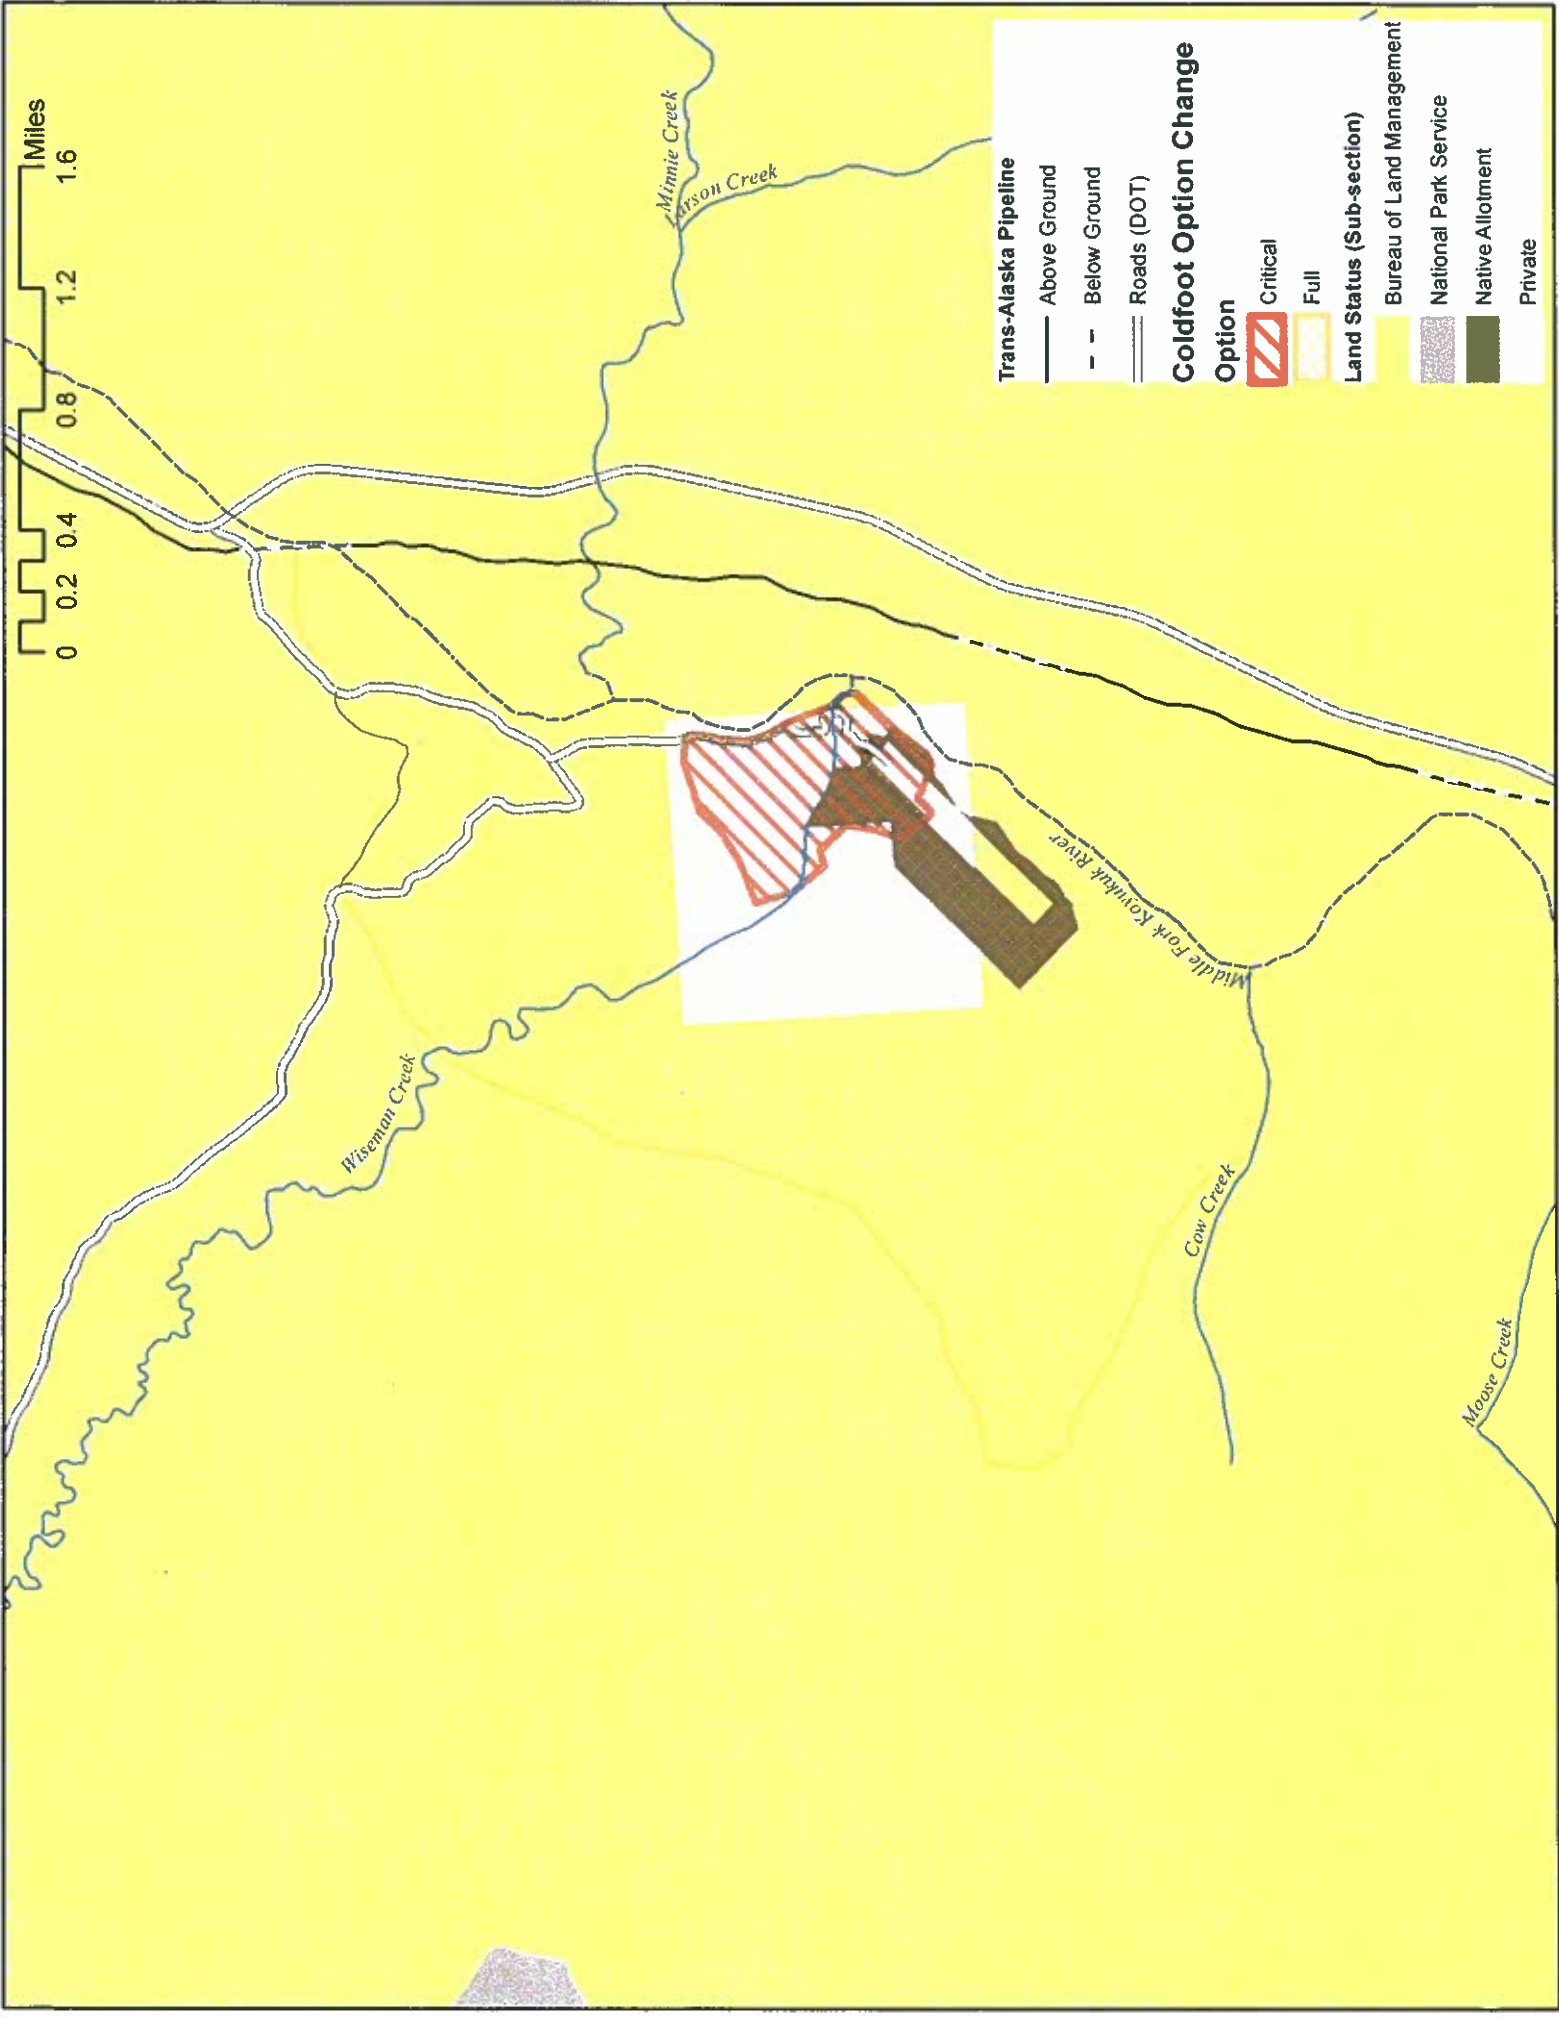 Miles
0 0.2 0.4 0.8 1.2 1.6
Minnie Creek
Larson Creek
Wiseman Creek
Middle Fork Koyukuk River
Cow Creek
Moose Creek
Trans-Alaska Pipeline
Above Ground
Below Ground
Roads (DOT)
Coldfoot Option Change
Option
Critical
Full
Land Status (Sub-section)
Bureau of Land Management
National Park Service
Native Allotment
Private